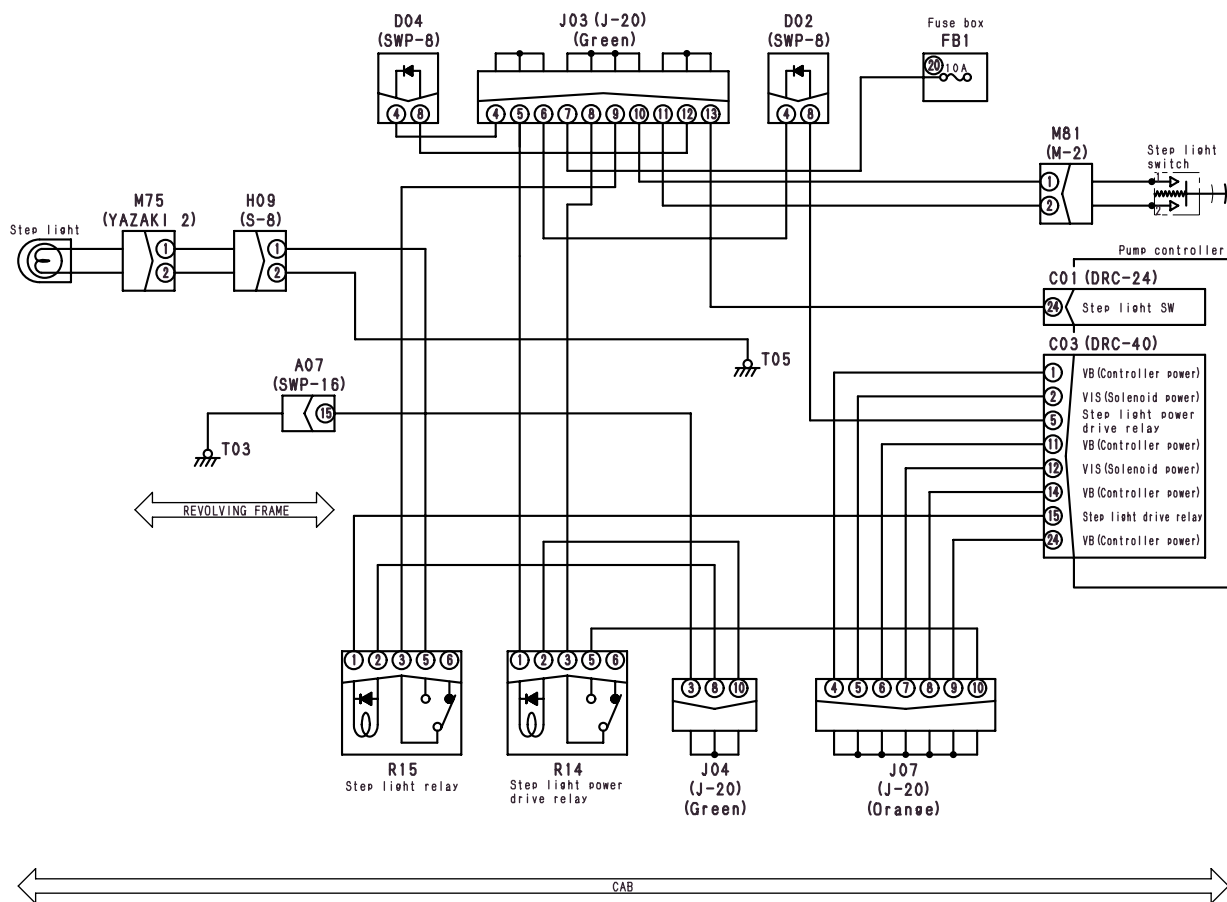 D04
(SWP-8)
J03(J-20)
(Green)
D02
(SWP-8)
Fuse box
FB1
20
10A
4
8
4
5
6
7
8
9
10
11
12
13
4
8
M81
(M-2)
Step light
switch
1
2
1
2
M75
(YAZAKI 2)
H09
(S-8)
Step light
1
2
1
2
Pump controller
C01(DRC-24)
24
Step light SW
T05
C03(DRC-40)
1
VB(Controller power)
2
VIS(Solenoid power)
5
Step light power
drive relay
11
VB(Controller power)
12
VIS(Solenoid power)
14
VB(Controller power)
15
Step light drive relay
24
VB(Controller power)
A07
(SWP-16)
15
T03
REVOLVING FRAME
1
2
3
5
6
1
2
3
5
6
3
8
10
4
5
6
7
8
9
10
R15
Step light relay
R14
Step light power
drive relay
J04
(J-20)
(Green)
J07
(J-20)
(Orange)
CAB